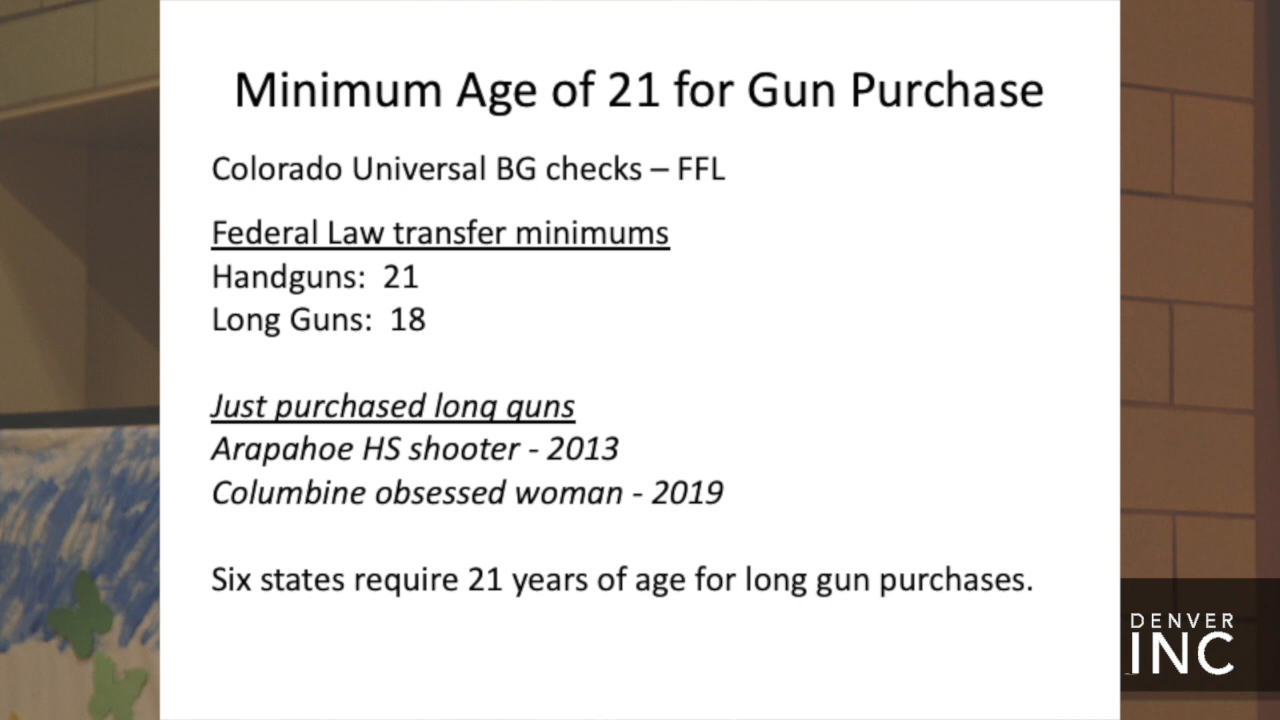 Minimum Age of 21 for Gun Purchase
Colorado Universal BG checks – FFL
Federal Law transfer minimums
Handguns:  21
Long Guns:  18
Just purchased long guns
Arapahoe HS shooter - 2013
Columbine obsessed woman - 2019
Six states require 21 years of age for long gun purchases.
DENVER
INC